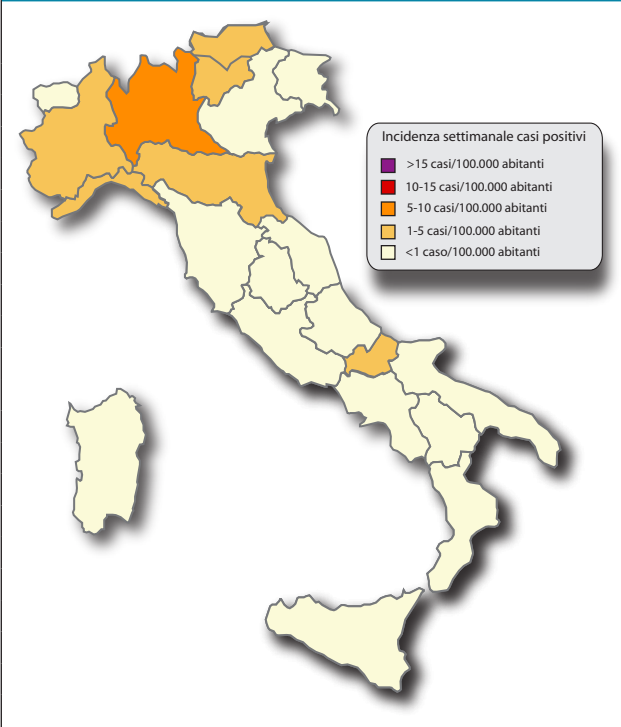 Incidenza settimanale casi positivi
>15 casi/100.000 abitanti
10-15 casi/100.000 abitanti
5-10 casi/100.000 abitanti
1-5 casi/100.000 abitanti
<1 caso/100.000 abitanti